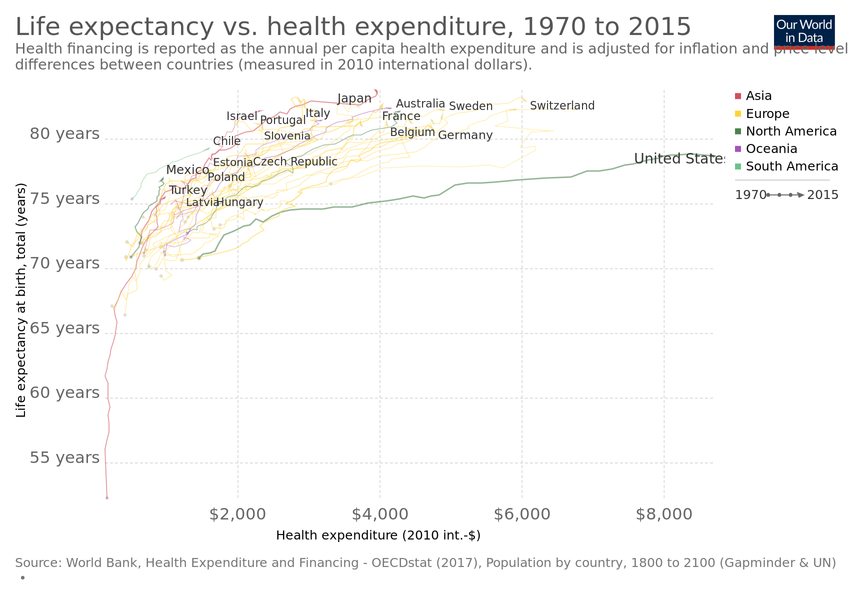 Life expectancy vs. health expenditure, 1970 to 2015
Our World
in Data
Health financing is reported as the annual per capita health expenditure and is adjusted for inflation and price level
differences between countries (measured in 2010 international dollars).
Japan
Australia
Sweden
Switzerland
Israel
Portugal
Italy
France
Slovenia
Belgium
Germany
Chile
Estonia
Czech Republic
United States
Mexico
Poland
Turkey
Latvia
Hungary
80 years
75 years
70 years
65 years
60 years
55 years
Life expectancy at birth, total (years)
$2,000
$4,000
$6,000
$8,000
Health expenditure (2010 int.-$)
Asia
Europe
North America
Oceania
South America
1970
2015
Source: World Bank, Health Expenditure and Financing - OECDstat (2017), Population by country, 1800 to 2100 (Gapminder & UN)
•